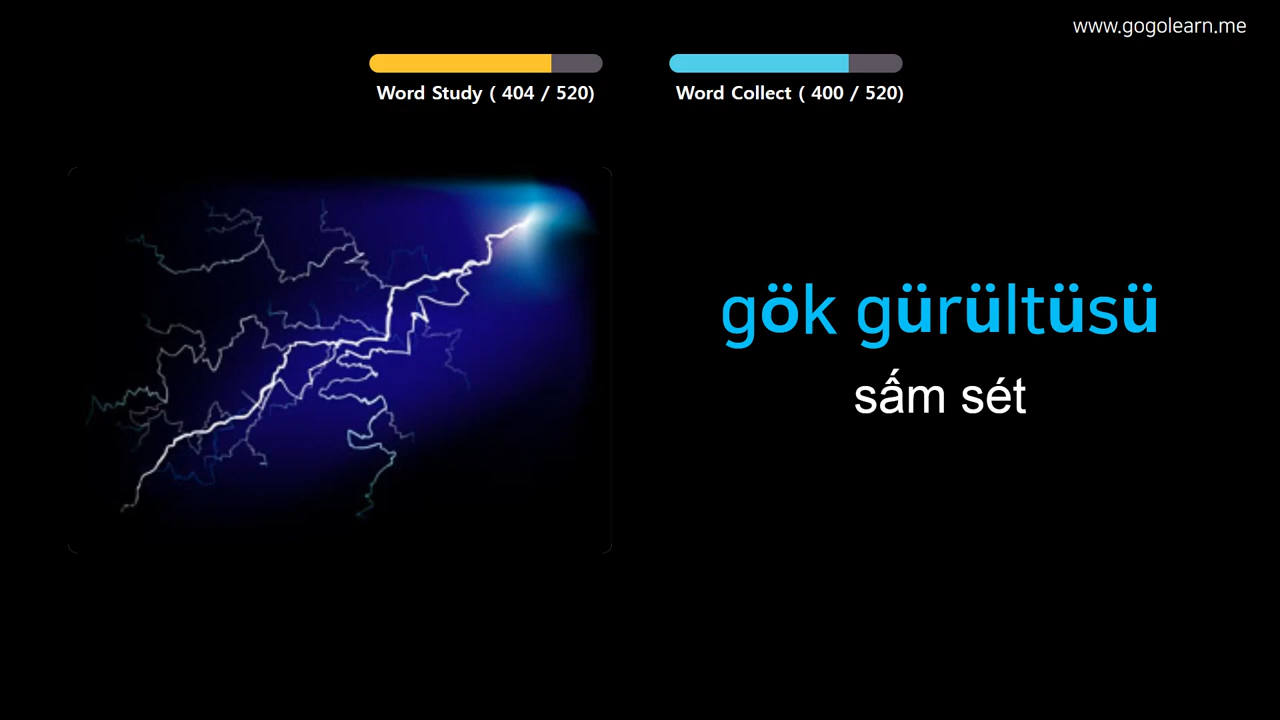 www.gogolearn.me
Word Study ( 404 / 520)
Word Collect ( 400 / 520)
gök gürültüsü
sấm sét